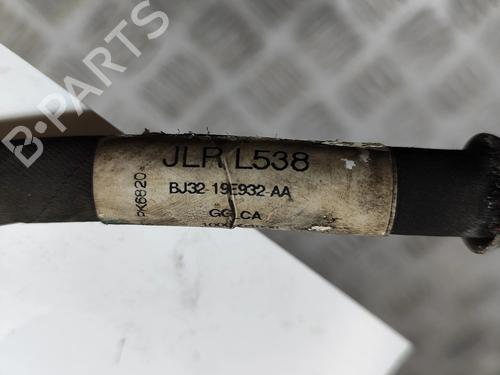 JLR L538
BJ32-19E932-AA
GG CA
PK6820
B-PARTS